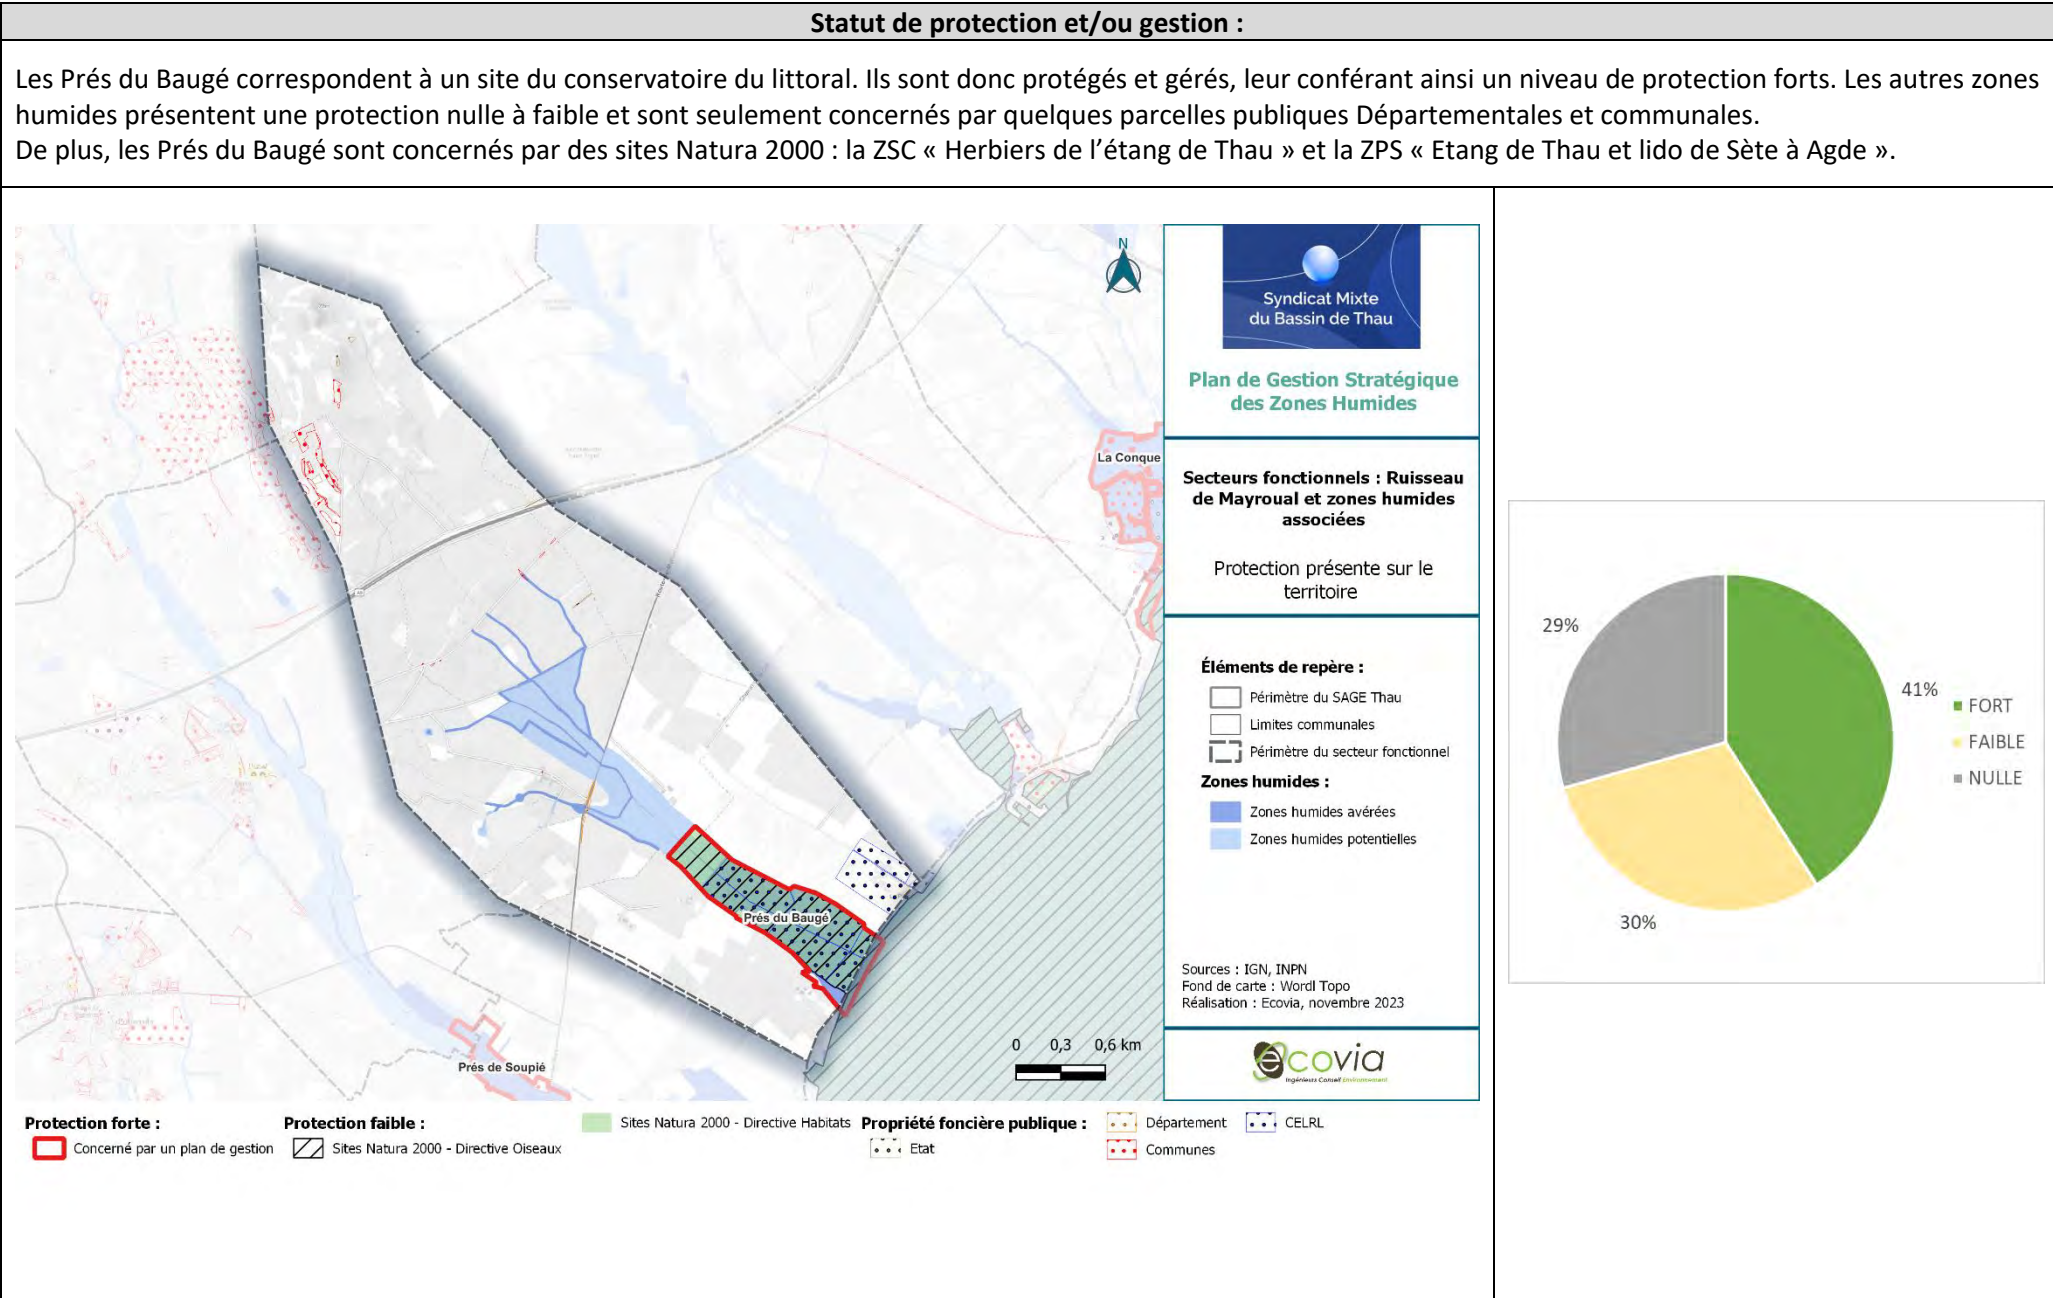 Statut de protection et/ou gestion :
Les Prés du Baugé correspondent à un site du conservatoire du littoral. Ils sont donc protégés et gérés, leur conférant ainsi un niveau de protection forts. Les autres zones
humides présentent une protection nulle à faible et sont seulement concernés par quelques parcelles publiques Départementales et communales.
De plus, les Prés du Baugé sont concernés par des sites Natura 2000 : la ZSC « Herbiers de l'étang de Thau » et la ZPS « Etang de Thau et lido de Sète à Agde ».
N
La Conque
Prés du Baugé
Prés de Soupié
0 0,3 0,6 km
Syndicat Mixte
du Bassin de Thau
Plan de Gestion Stratégique
des Zones Humides
Secteurs fonctionnels : Ruisseau
de Mayroual et zones humides
associées
Protection présente sur le
territoire
Éléments de repère :
Périmètre du SAGE Thau
Limites communales
Périmètre du secteur fonctionnel
Zones humides :
Zones humides avérées
Zones humides potentielles
Sources : IGN, INPN
Fond de carte : Wordl Topo
Réalisation : Ecovia, novembre 2023
ecovia
Ingénieurs Conseil Environnement
Protection forte :
Concerné par un plan de gestion
Protection faible :
Sites Natura 2000 - Directive Oiseaux
Sites Natura 2000 - Directive Habitats
Propriété foncière publique :
Etat
Département
Communes
CELRL
29%
41%
30%
FORT
FAIBLE
NULLE